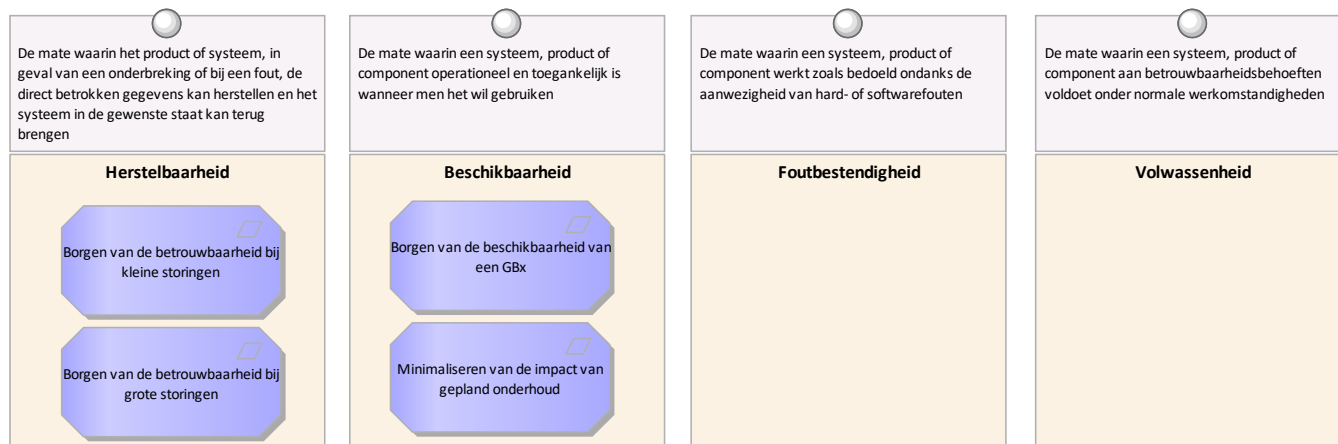 De mate waarin het product of systeem, in
geval van een onderbreking of bij een fout, de
direct betrokken gegevens kan herstellen en het
systeem in de gewenste staat kan terug
brengen
Herstelbaarheid
Borgen van de betrouwbaarheid bij
kleine storingen
Borgen van de betrouwbaarheid bij
grote storingen
De mate waarin een systeem, product of
component operationeel en toegankelijk is
wanneer men het wil gebruiken
Beschikbaarheid
Borgen van de beschikbaarheid van
een GBx
Minimaliseren van de impact van
gepland onderhoud
De mate waarin een systeem, product of
component werkt zoals bedoeld ondanks de
aanwezigheid van hard- of softwarefouten
Foutbestendigheid
De mate waarin een systeem, product of
component aan betrouwbaarheidsbehoeften
voldoet onder normale werkomstandigheden
Volwassenheid